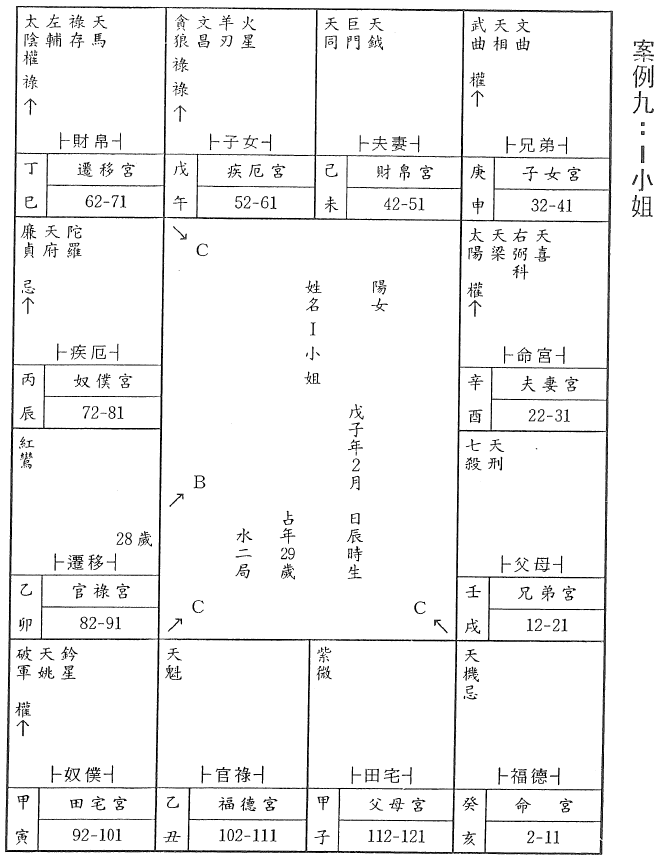 案例九：I小姐
太陰權祿↑
左輔
祿存
天馬
├財帛┤
丁巳
遷移宮
62-71
貪狼祿祿↑
文昌
羊刃
火星
├子女┤
戊午
疾厄宮
52-61
天同
巨門
天鉞
├夫妻┤
己未
財帛宮
42-51
武曲權↑
天相
文曲
├兄弟┤
庚申
子女宮
32-41
廉貞忌↑
天府
陀羅
├疾厄┤
丙辰
奴僕宮
72-81
太陽權↑
天梁
右弼科
天喜
├命宮┤
辛酉
夫妻宮
22-31
紅鸞
28歲
├遷移┤
乙卯
官祿宮
82-91
七殺
天刑
├父母┤
壬戌
兄弟宮
12-21
C
B
C
C
陽女
姓名I小姐
戊子年2月 日辰時生
占年29歲
水二局
破軍權↑
天姚
鈴星
├奴僕┤
甲寅
田宅宮
92-101
天魁
├官祿┤
乙丑
福德宮
102-111
紫微
├田宅┤
甲子
父母宮
112-121
天機忌
├福德┤
癸亥
命宮
2-11